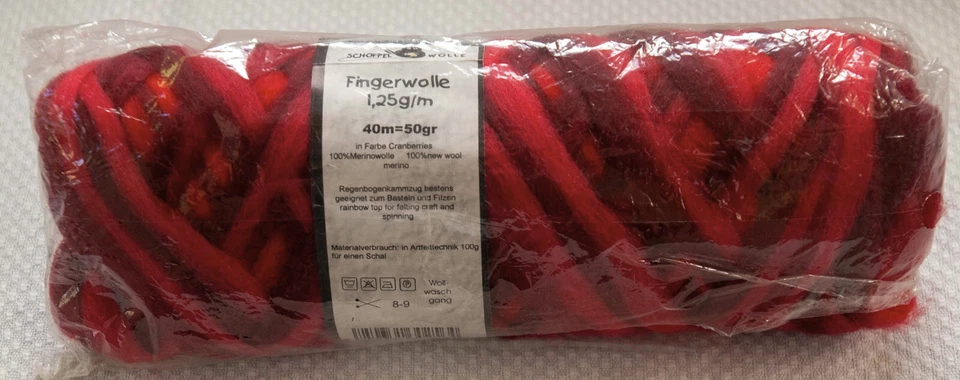 SCHOPPEL WOLLE
Fingerwolle
1,25g/m
40m=50gr
in Farbe Cranberries
100%Merinowolle 100%new wool
merino
Regenbogenkammzug bestens
geeignet zum Basteln und Filzen
rainbow top for felting craft and
spinning
Materialverbrauch: in Artfelttechnik 100g
für einen Schal
Woll-
wasch
gang
8-9